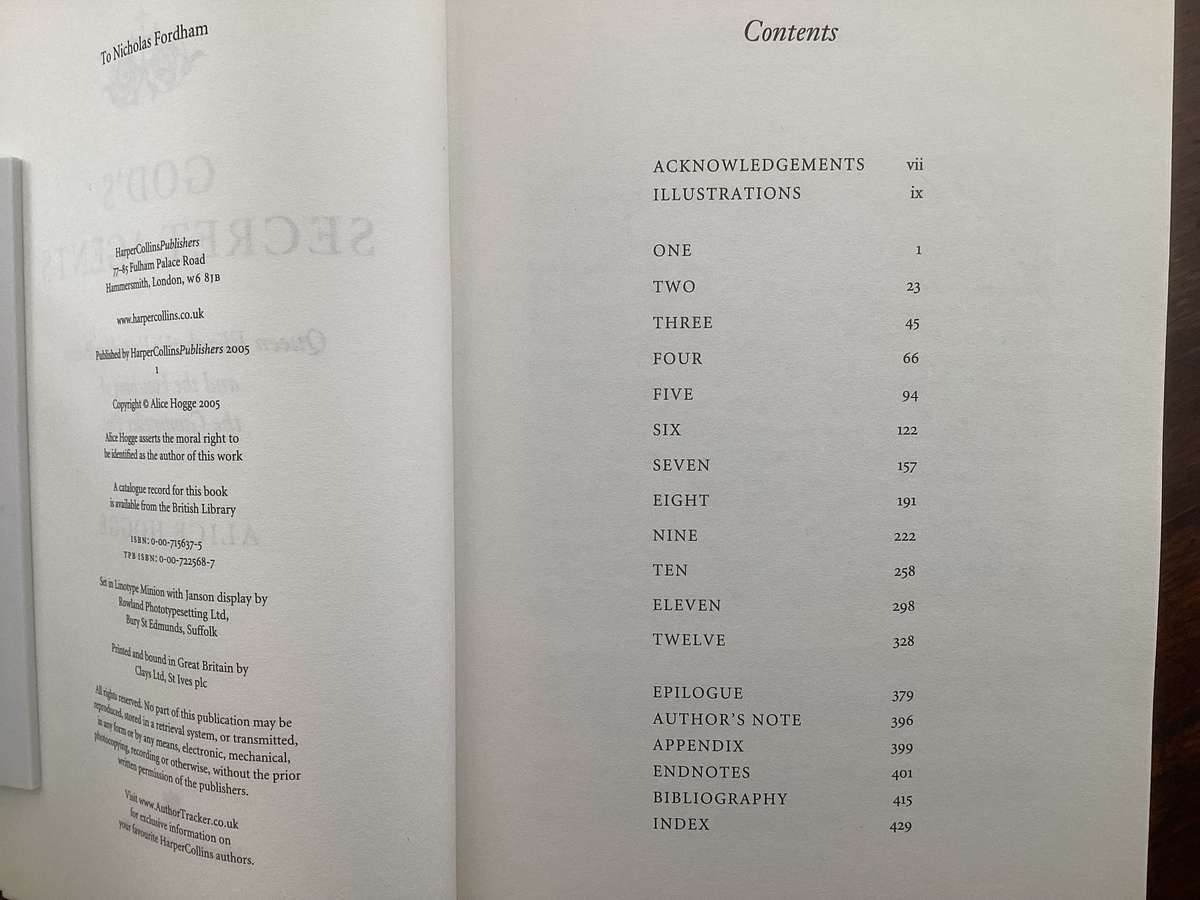 To Nicholas Fordham
GOD'S
SECRET AGENTS
ALICE HOGGE
HarperCollinsPublishers
77–85 Fulham Palace Road
Hammersmith, London, W6 8JB
www.harpercollins.co.uk
Published by HarperCollinsPublishers 2005
1
Copyright © Alice Hogge 2005
Alice Hogge asserts the moral right to
be identified as the author of this work
A catalogue record for this book
is available from the British Library
ISBN: 0-00-715637-5
TPB ISBN: 0-00-722568-7
Set in Linotype Minion with Janson display by
Rowland Phototypesetting Ltd,
Bury St Edmunds, Suffolk
Printed and bound in Great Britain by
Clays Ltd, St Ives plc
All rights reserved. No part of this publication may be
reproduced, stored in a retrieval system, or transmitted,
in any form or by any means, electronic, mechanical,
photocopying, recording or otherwise, without the prior
written permission of the publishers.
Visit www.AuthorTracker.co.uk
for exclusive information on
your favourite HarperCollins authors.
Contents
ACKNOWLEDGEMENTS vii
ILLUSTRATIONS ix
ONE 1
TWO 23
THREE 45
FOUR 66
FIVE 94
SIX 122
SEVEN 157
EIGHT 191
NINE 222
TEN 258
ELEVEN 298
TWELVE 328
EPILOGUE 379
AUTHOR'S NOTE 396
APPENDIX 399
ENDNOTES 401
BIBLIOGRAPHY 415
INDEX 429